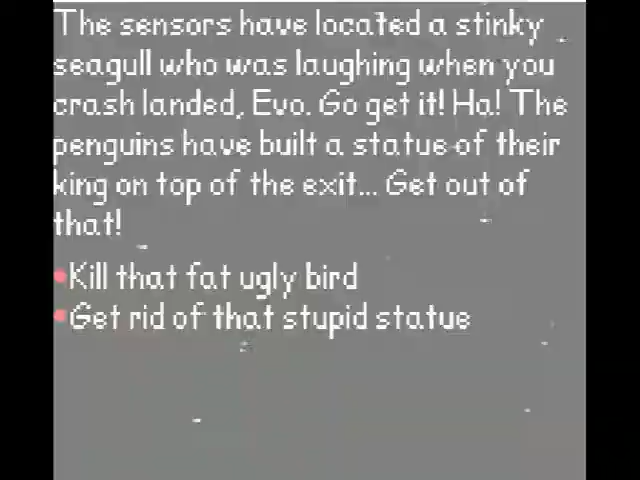 The sensors have located a stinky
seagull who was laughing when you
crash landed, Evo. Go get it! Ha! The
penguins have built a statue of their
king on top of the exit... Get out of
that!
•Kill that fat ugly bird
•Get rid of that stupid statue